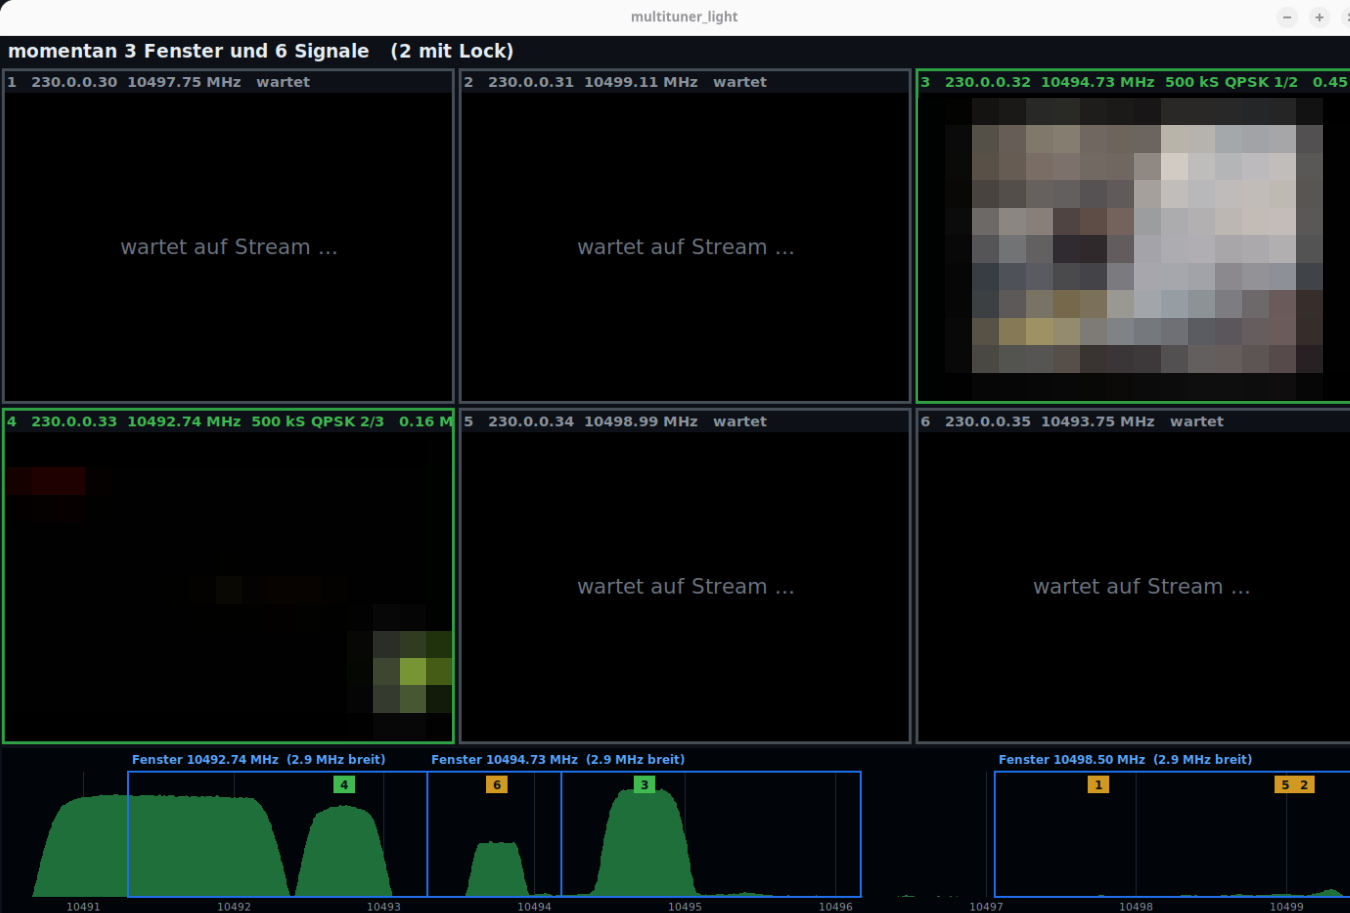 multituner_light
momentan 3 Fenster und 6 Signale (2 mit Lock)
1 230.0.0.30 10497.75 MHz wartet
2 230.0.0.31 10499.11 MHz wartet
3 230.0.0.32 10494.73 MHz 500 kS QPSK 1/2 0.45
wartet auf Stream ...
wartet auf Stream ...
4 230.0.0.33 10492.74 MHz 500 kS QPSK 2/3 0.16 M
5 230.0.0.34 10498.99 MHz wartet
6 230.0.0.35 10493.75 MHz wartet
wartet auf Stream ...
wartet auf Stream ...
Fenster 10492.74 MHz (2.9 MHz breit)
Fenster 10494.73 MHz (2.9 MHz breit)
Fenster 10498.50 MHz (2.9 MHz breit)
4 6 3 1 5 2
10491 10492 10493 10494 10495 10496 10497 10498 10499